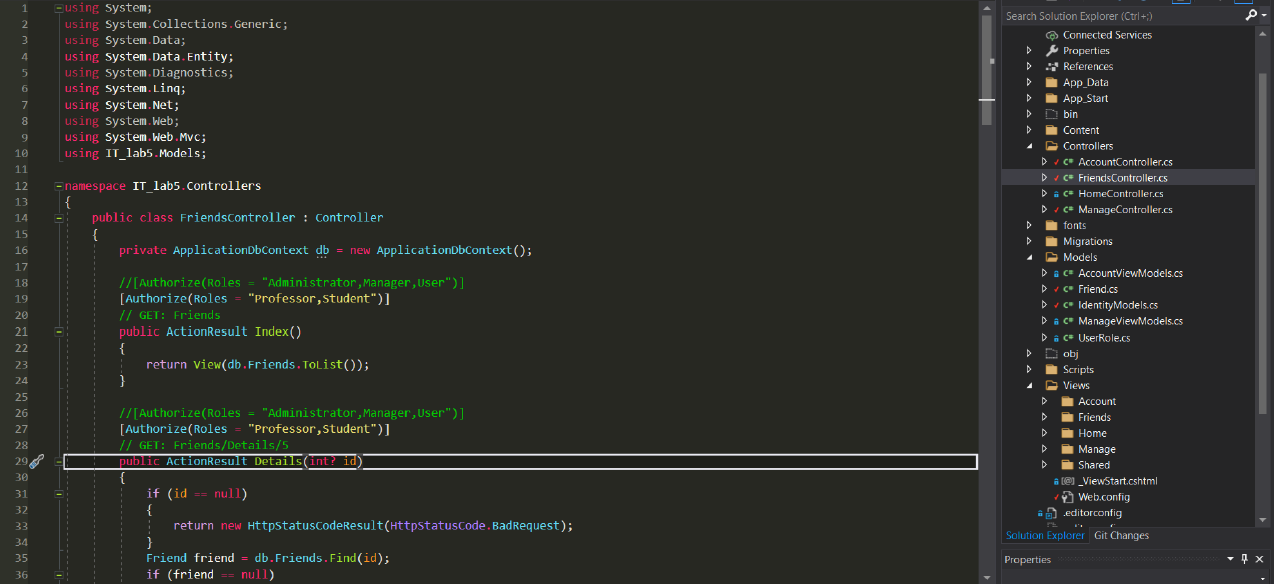 1 using System;
2 using System.Collections.Generic;
3 using System.Data;
4 using System.Data.Entity;
5 using System.Diagnostics;
6 using System.Linq;
7 using System.Net;
8 using System.Web;
9 using System.Web.Mvc;
10 using IT_lab5.Models;
11
12 namespace IT_lab5.Controllers
13 {
14 public class FriendsController : Controller
15 {
16 private ApplicationDbContext db = new ApplicationDbContext();
17
18 //[Authorize(Roles = "Administrator,Manager,User")]
19 [Authorize(Roles = "Professor,Student")]
20 // GET: Friends
21 public ActionResult Index()
22 {
23 return View(db.Friends.ToList());
24 }
25
26 //[Authorize(Roles = "Administrator,Manager,User")]
27 [Authorize(Roles = "Professor,Student")]
28 // GET: Friends/Details/5
29 public ActionResult Details(int? id)
30 {
31 if (id == null)
32 {
33 return new HttpStatusCodeResult(HttpStatusCode.BadRequest);
34 }
35 Friend friend = db.Friends.Find(id);
36 if (friend == null)
Search Solution Explorer (Ctrl+;)
Connected Services
Properties
References
App_Data
App_Start
bin
Content
Controllers
C# AccountController.cs
C# FriendsController.cs
C# HomeController.cs
C# ManageController.cs
fonts
Migrations
Models
C# AccountViewModels.cs
C# Friend.cs
C# IdentityModels.cs
C# ManageViewModels.cs
C# UserRole.cs
obj
Scripts
Views
Account
Friends
Home
Manage
Shared
[@] _ViewStart.cshtml
Web.config
.editorconfig
Solution Explorer Git Changes
Properties